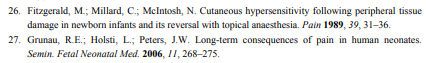 26. Fitzgerald, M.; Millard, C.; McIntosh, N. Cutaneous hypersensitivity following peripheral tissue
damage in newborn infants and its reversal with topical anaesthesia. Pain 1989, 39, 31–36.
27. Grunau, R.E.; Holsti, L.; Peters, J.W. Long-term consequences of pain in human neonates.
Semin. Fetal Neonatal Med. 2006, 11, 268–275.